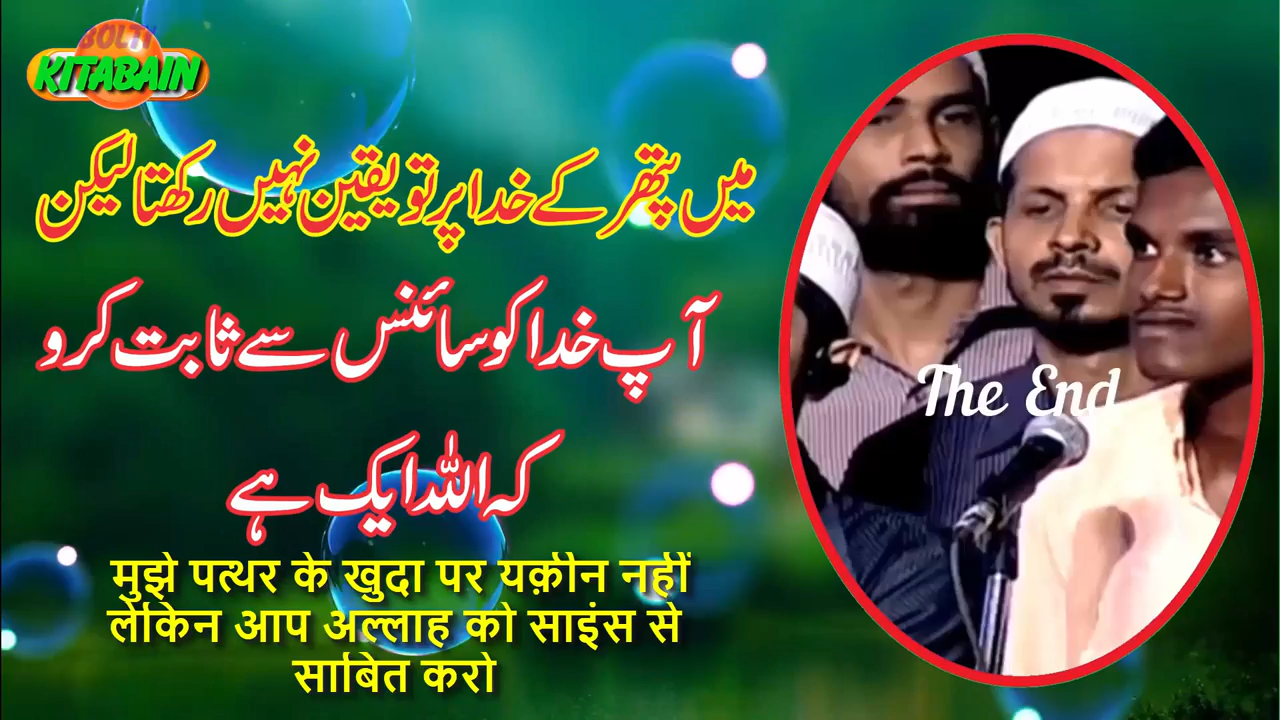 BOLTI
KITABAIN
میں پتھر کے خدا پر تو یقین نہیں رکھتا لیکن
آپ خدا کو سائنس سے ثابت کرو
کہ اللہ ایک ہے
मुझे पत्थर के खुदा पर यक़ीन नहीं
लेकिन आप अल्लाह को साइंस से
साबित करो
The End